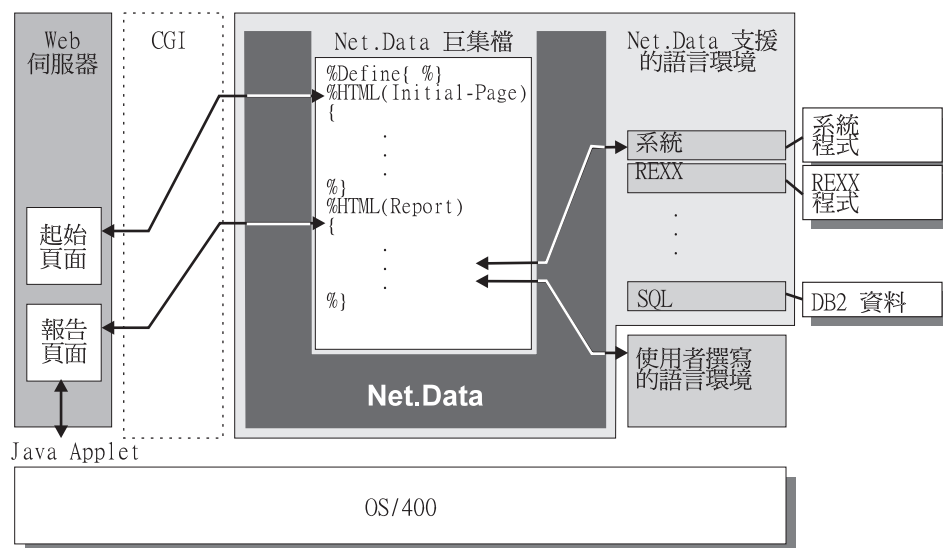 Web
伺服器
CGI
Net.Data 巨集檔
Net.Data 支援
的語言環境
%Define{ %}
%HTML(Initial-Page)
{
.
.
.
%}
%HTML(Report)
{
.
.
.
%}
起始
頁面
報告
頁面
系統
REXX
.
.
.
SQL
系統
程式
REXX
程式
DB2 資料
使用者撰寫
的語言環境
Net.Data
Java Applet
OS/400